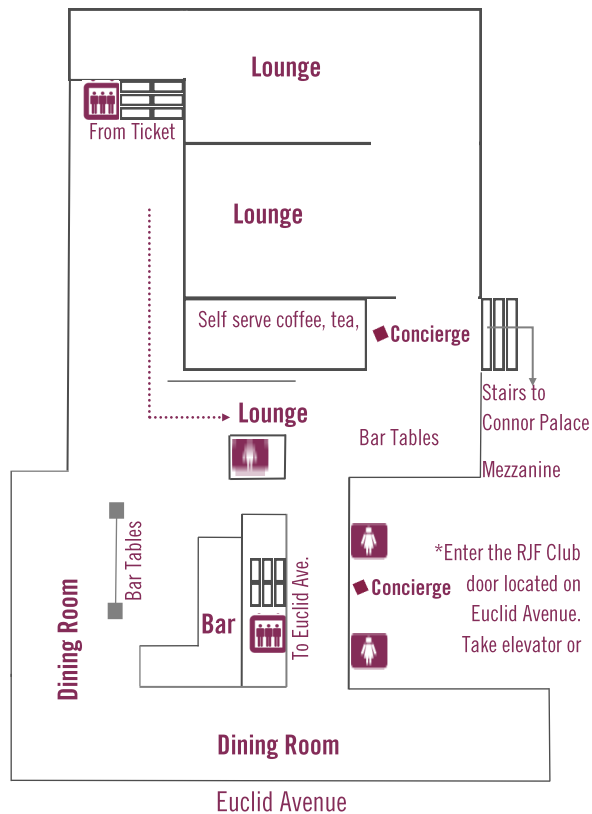 Lounge
From Ticket
Lounge
Self serve coffee, tea,
Concierge
Stairs to
Connor Palace
Mezzanine
Lounge
Bar Tables
Bar Tables
*Enter the RJF Club
door located on
Euclid Avenue.
Take elevator or
Concierge
To Euclid Ave.
Bar
Dining Room
Dining Room
Euclid Avenue